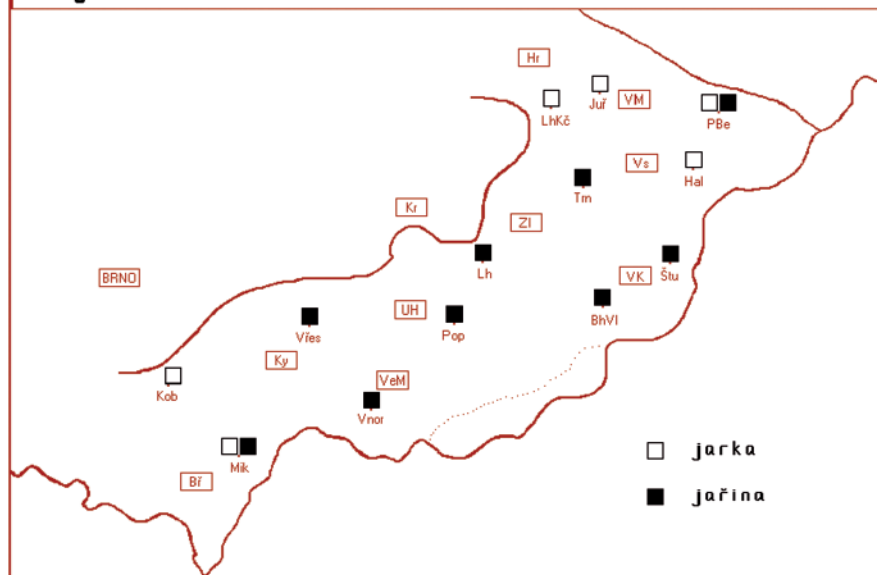 Hr
LhKč
Juř
VM
PBe
Vs
Hal
Trn
Kr
Zl
Lh
BRNO
VK
Štu
BhVl
UH
Vřes
Pop
Ky
VeM
Kob
Vnor
Mik
Bř
jarka
jařina